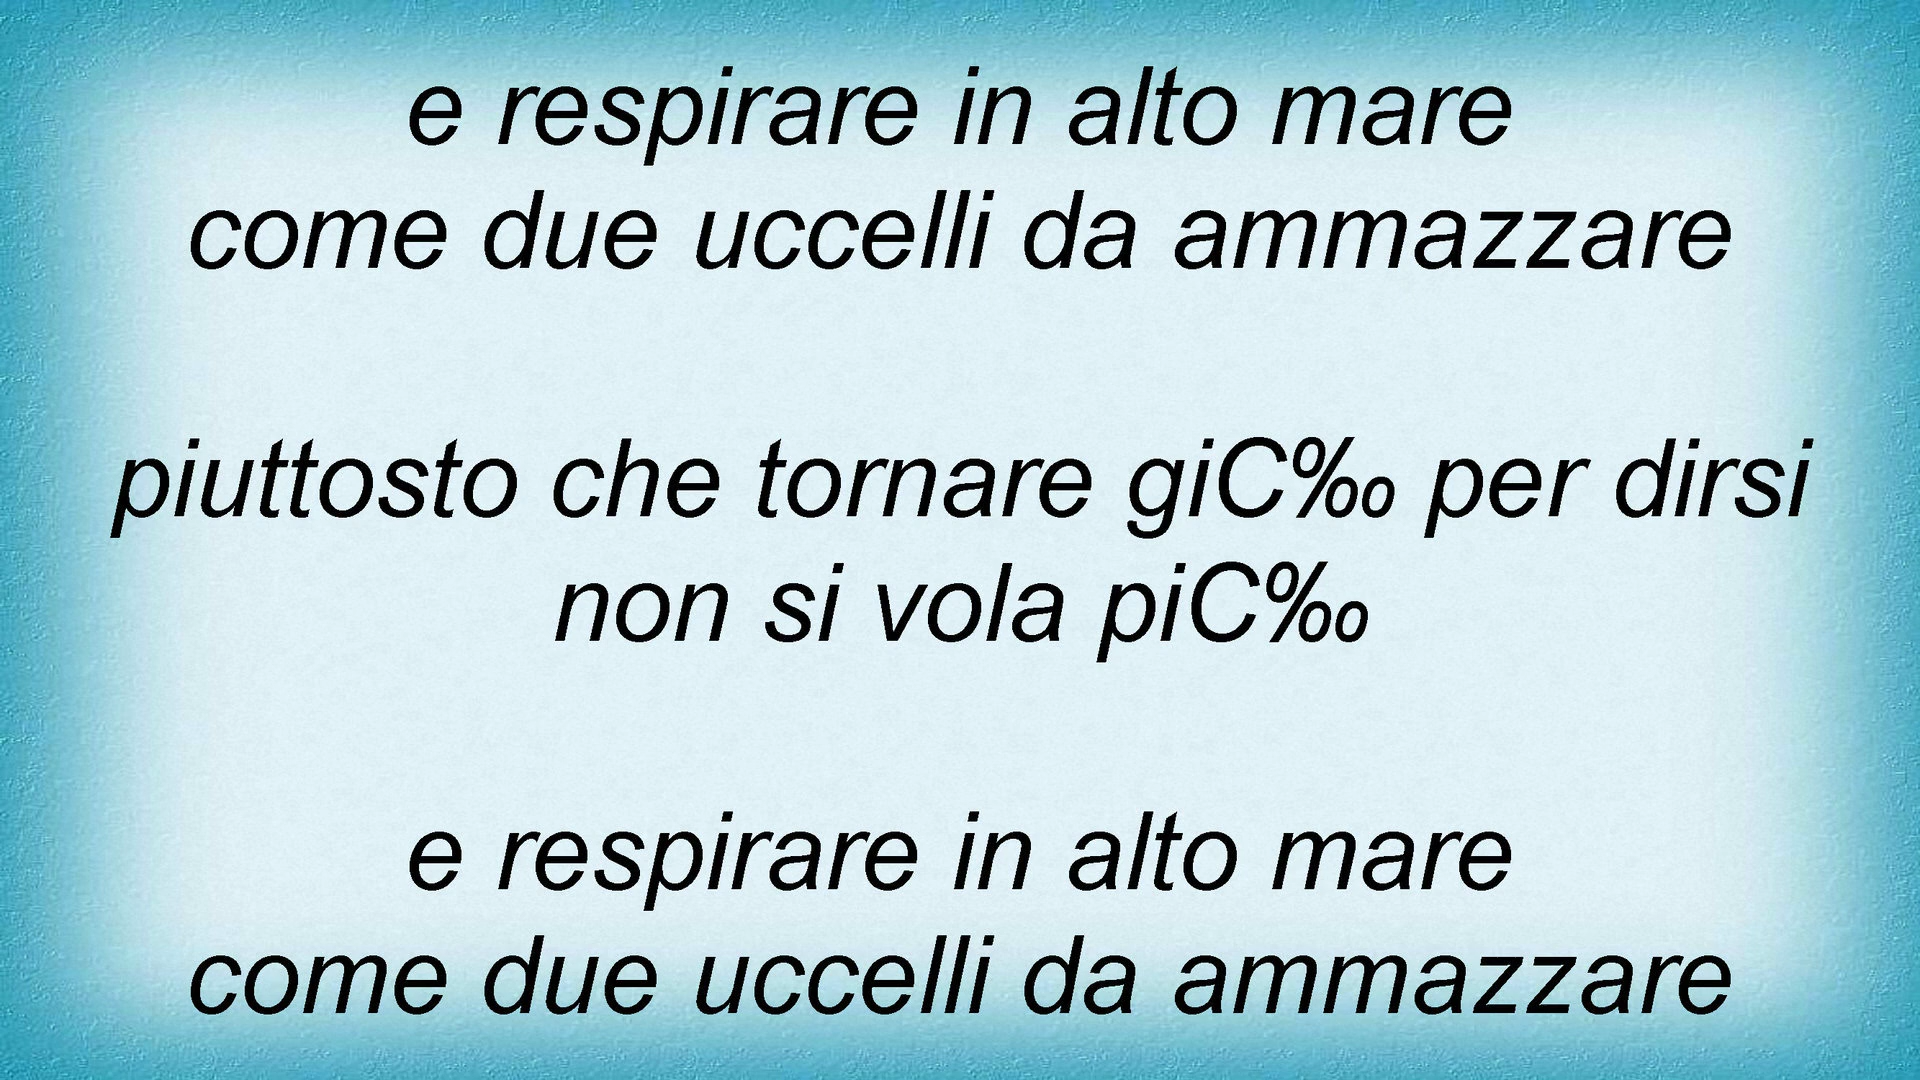 e respirare in alto mare
come due uccelli da ammazzare
piuttosto che tornare giC‰ per dirsi
non si vola piC‰
e respirare in alto mare
come due uccelli da ammazzare